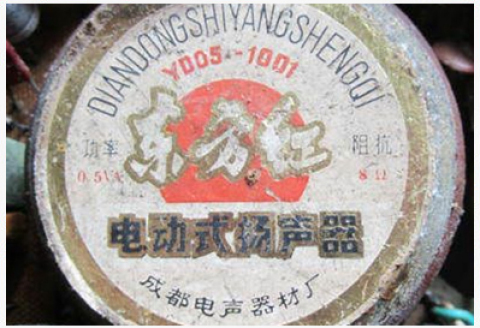 DIANDONGSHIYANGSHENGQI
YD05-1001
东方红
功率
0.5VA
阻抗
8Ω
电动式扬声器
成都电声器材厂